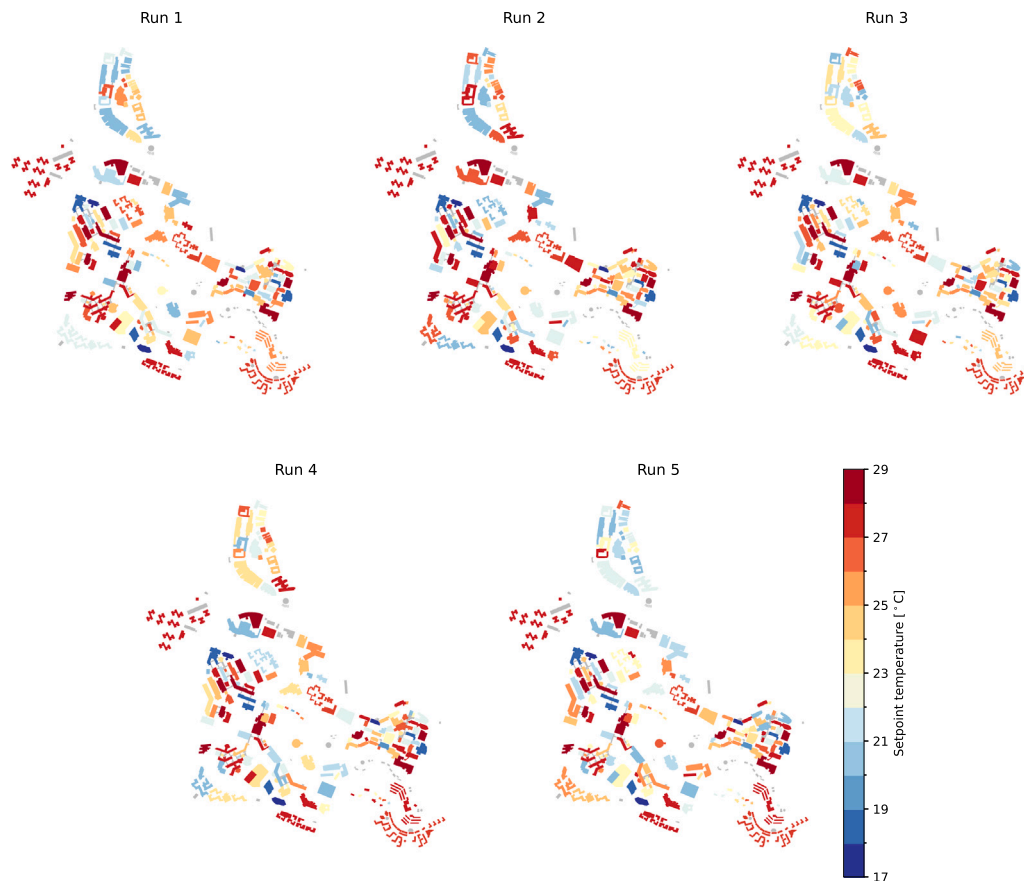 Run 1
Run 2
Run 3
Run 4
Run 5
29
27
25
23
21
19
17
Setpoint temperature [°C]